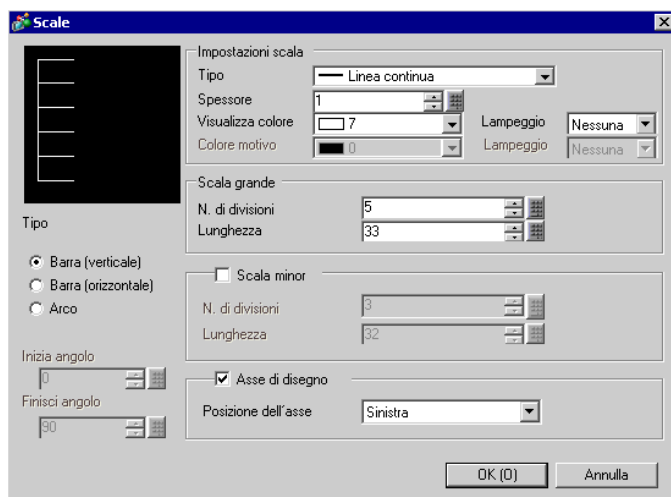 Scale
Impostazioni scala
Tipo
Linea continua
Spessore
1
Visualizza colore
7
Lampeggio
Nessuna
Colore motivo
0
Lampeggio
Nessuna
Scala grande
N. di divisioni
5
Lunghezza
33
Tipo
Barra (verticale)
Barra (orizzontale)
Arco
Scala minor
N. di divisioni
3
Lunghezza
32
Inizia angolo
0
Finisci angolo
90
Asse di disegno
Posizione dell'asse
Sinistra
OK (O)
Annulla